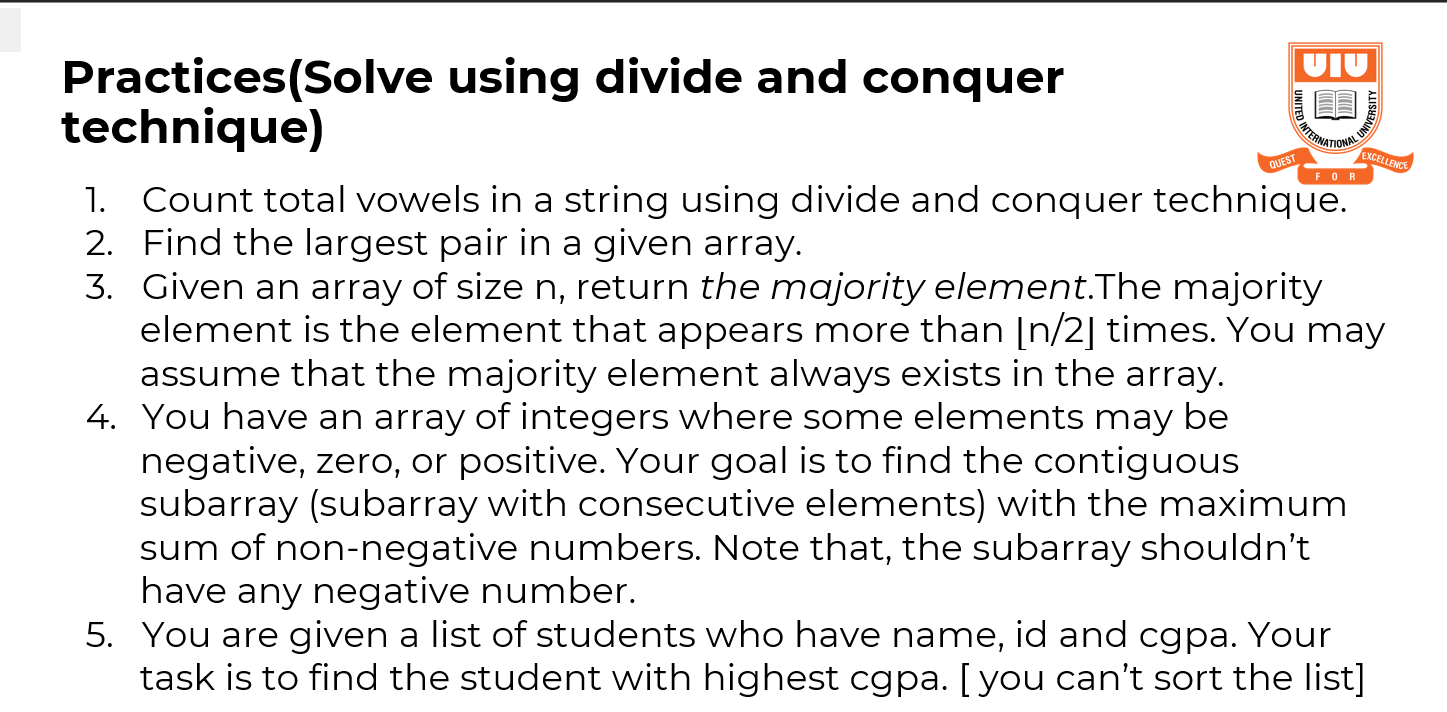 Practices(Solve using divide and conquer
technique)
UIU
UNITED INTERNATIONAL UNIVERSITY
QUEST
FOR
EXCELLENCE
1. Count total vowels in a string using divide and conquer technique.
2. Find the largest pair in a given array.
3. Given an array of size n, return the majority element.The majority
element is the element that appears more than ⌊n/2⌋ times. You may
assume that the majority element always exists in the array.
4. You have an array of integers where some elements may be
negative, zero, or positive. Your goal is to find the contiguous
subarray (subarray with consecutive elements) with the maximum
sum of non-negative numbers. Note that, the subarray shouldn’t
have any negative number.
5. You are given a list of students who have name, id and cgpa. Your
task is to find the student with highest cgpa. [ you can’t sort the list]